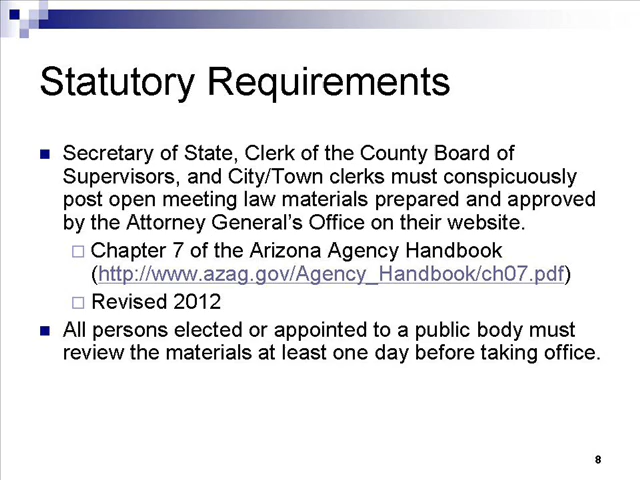 Statutory Requirements
Secretary of State, Clerk of the County Board of
Supervisors, and City/Town clerks must conspicuously
post open meeting law materials prepared and approved
by the Attorney General's Office on their website.
Chapter 7 of the Arizona Agency Handbook
(http://www.azag.gov/Agency_Handbook/ch07.pdf)
Revised 2012
All persons elected or appointed to a public body must
review the materials at least one day before taking office.
8